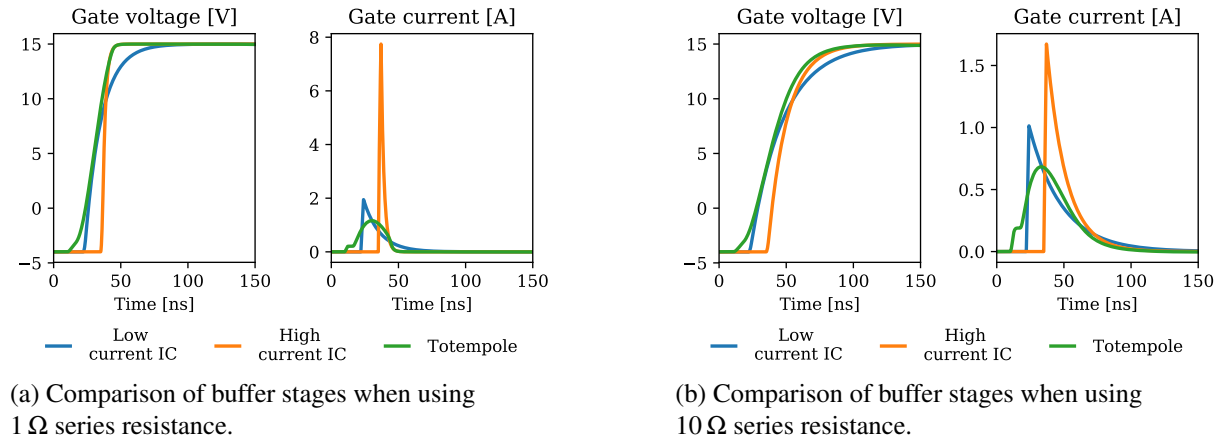 Gate voltage [V]
Gate current [A]
15
10
5
0
−5
0
50
100
150
Time [ns]
8
6
4
2
0
0
50
100
150
Time [ns]
Low
current IC
High
current IC
Totempole
(a) Comparison of buffer stages when using
1 Ω series resistance.
Gate voltage [V]
Gate current [A]
15
10
5
0
−5
0
50
100
150
Time [ns]
1.5
1.0
0.5
0.0
0
50
100
150
Time [ns]
Low
current IC
High
current IC
Totempole
(b) Comparison of buffer stages when using
10 Ω series resistance.